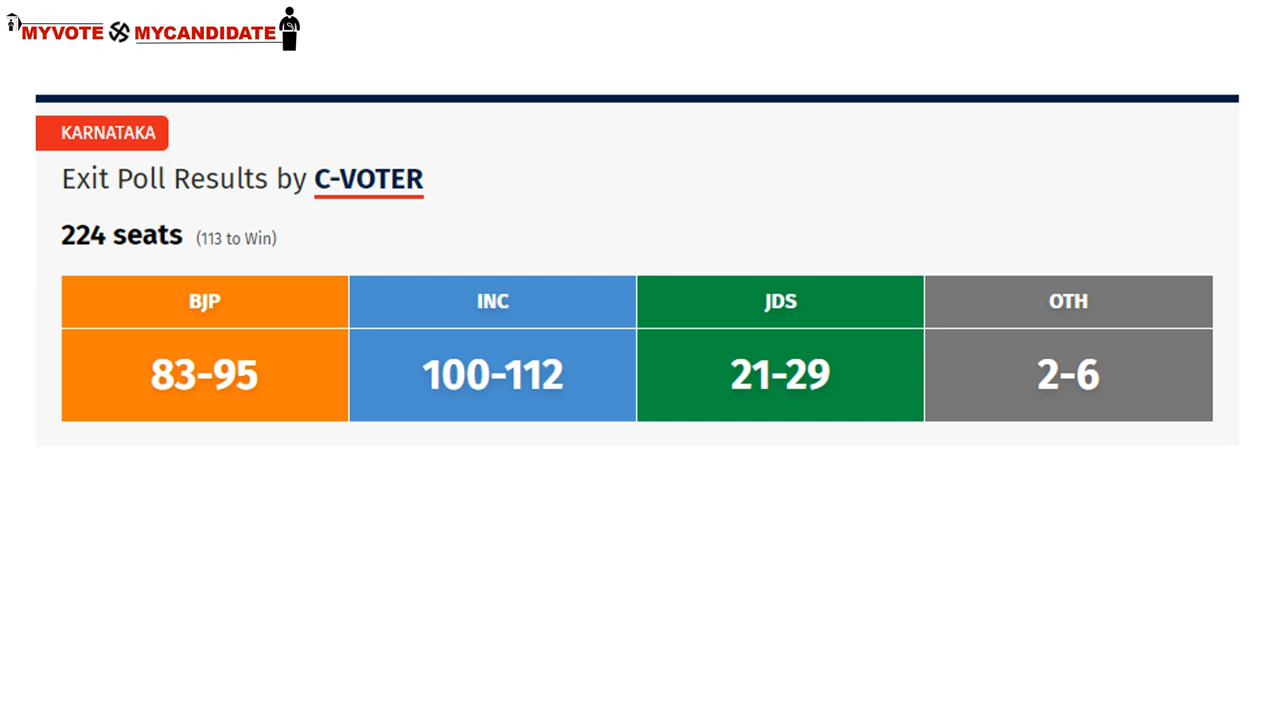 MYVOTE MYCANDIDATE
KARNATAKA
Exit Poll Results by C-VOTER
224 seats (113 to Win)
BJP INC JDS OTH
83-95 100-112 21-29 2-6